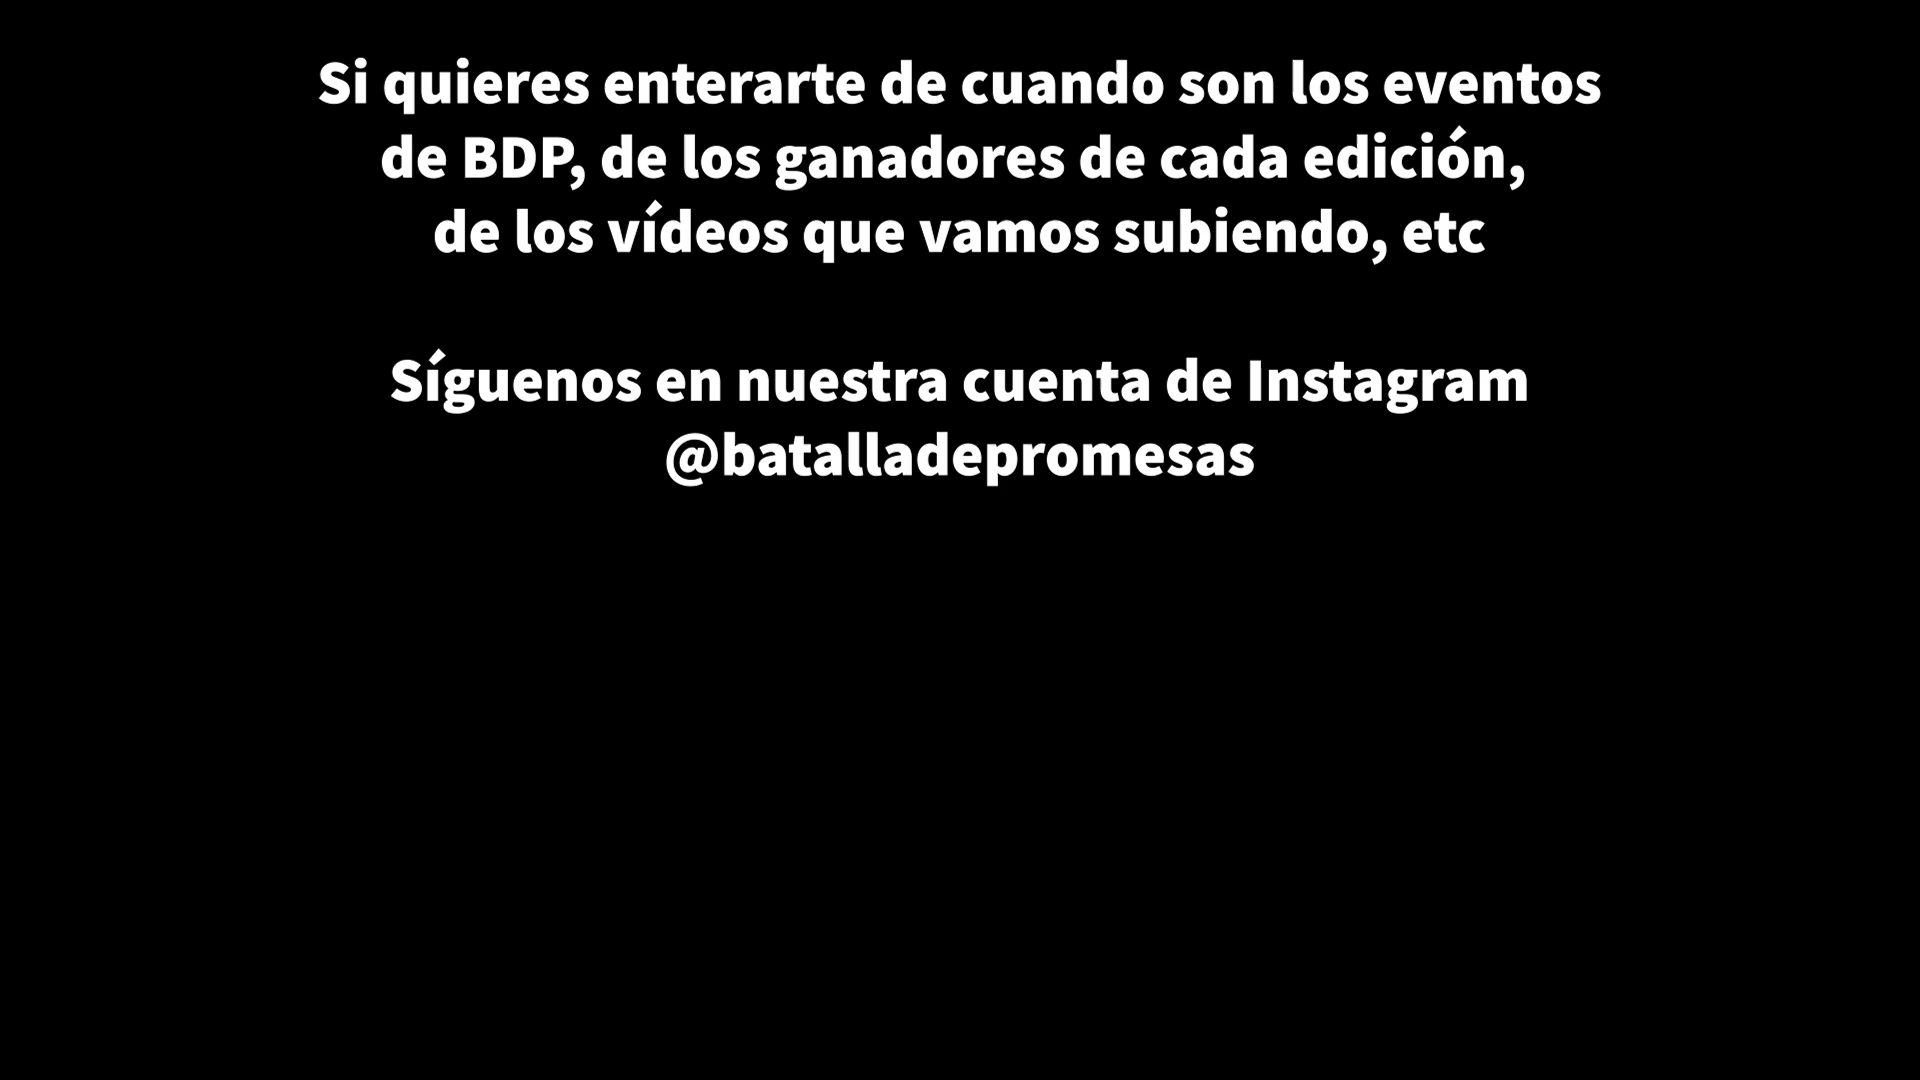 Si quieres enterarte de cuando son los eventos
de BDP, de los ganadores de cada edición,
de los vídeos que vamos subiendo, etc
Síguenos en nuestra cuenta de Instagram
@batalladepromesas